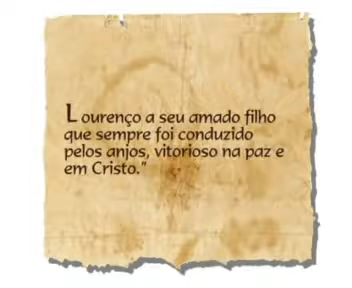 Lourenço a seu amado filho
que sempre foi conduzido
pelos anjos, vitorioso na paz e
em Cristo."